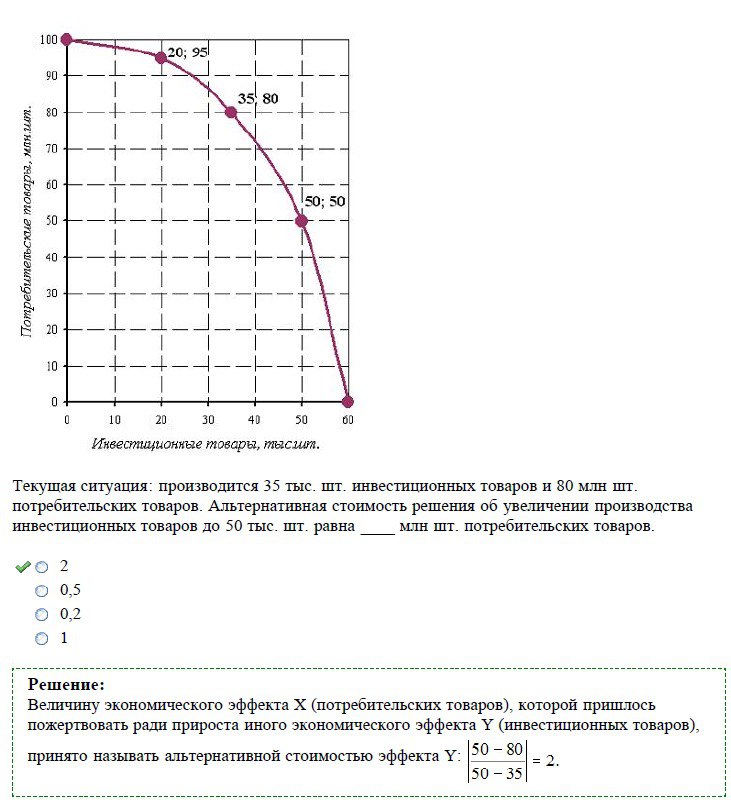 Потребительские товары, млн.шт.
100
90
80
70
60
50
40
30
20
10
0
20; 95
35; 80
50; 50
0 10 20 30 40 50 60
Инвестиционные товары, тыс.шт.
Текущая ситуация: производится 35 тыс. шт. инвестиционных товаров и 80 млн шт.
потребительских товаров. Альтернативная стоимость решения об увеличении производства
инвестиционных товаров до 50 тыс. шт. равна ____ млн шт. потребительских товаров.
2
0,5
0,2
1
Решение:
Величину экономического эффекта X (потребительских товаров), которой пришлось
пожертвовать ради прироста иного экономического эффекта Y (инвестиционных товаров),
принято называть альтернативной стоимостью эффекта Y: |(50 − 80)/(50 − 35)| = 2.